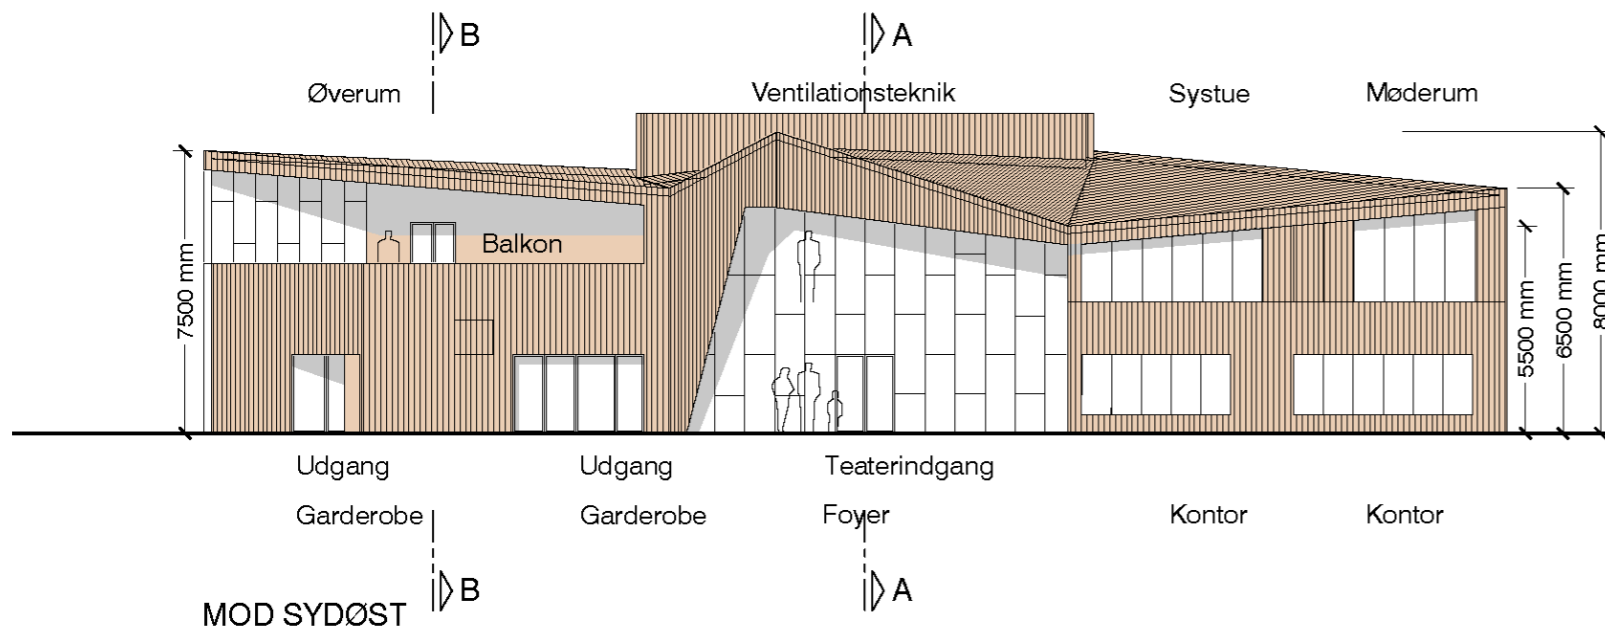 B
A
Øverum
Ventilationsteknik
Systue
Møderum
Balkon
7500 mm
5500 mm
6500 mm
8000 mm
Udgang
Udgang
Teaterindgang
Garderobe
Garderobe
Foyer
Kontor
Kontor
B
A
MOD SYDØST